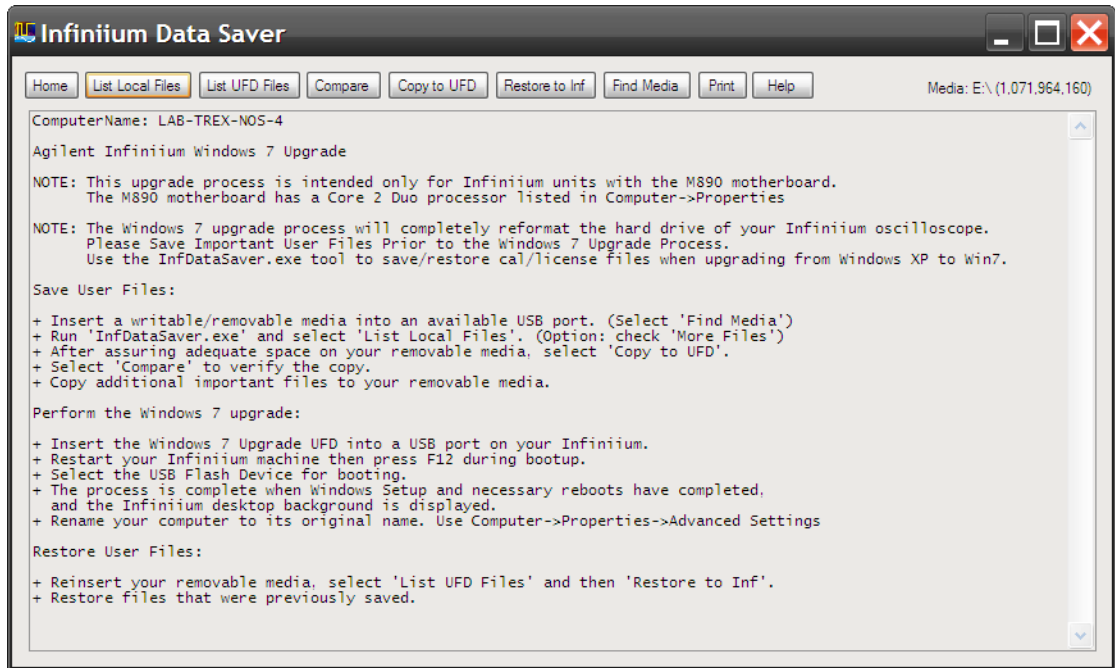 Infiniium Data Saver
Home List Local Files List UFD Files Compare Copy to UFD Restore to Inf Find Media Print Help Media: E:\ (1,071,964,160)
ComputerName: LAB-TREX-NOS-4
Agilent Infiniium Windows 7 Upgrade
NOTE: This upgrade process is intended only for Infiniium units with the M890 motherboard.
The M890 motherboard has a Core 2 Duo processor listed in Computer->Properties
NOTE: The Windows 7 upgrade process will completely reformat the hard drive of your Infiniium oscilloscope.
Please Save Important User Files Prior to the Windows 7 Upgrade Process.
Use the InfDataSaver.exe tool to save/restore cal/license files when upgrading from Windows XP to Win7.
Save User Files:
+ Insert a writable/removable media into an available USB port. (Select 'Find Media')
+ Run 'InfDataSaver.exe' and select 'List Local Files'. (Option: check 'More Files')
+ After assuring adequate space on your removable media, select 'Copy to UFD'.
+ Select 'Compare' to verify the copy.
+ Copy additional important files to your removable media.
Perform the Windows 7 upgrade:
+ Insert the Windows 7 Upgrade UFD into a USB port on your Infiniium.
+ Restart your Infiniium machine then press F12 during bootup.
+ Select the USB Flash Device for booting.
+ The process is complete when Windows Setup and necessary reboots have completed,
and the Infiniium desktop background is displayed.
+ Rename your computer to its original name. Use Computer->Properties->Advanced Settings
Restore User Files:
+ Reinsert your removable media, select 'List UFD Files' and then 'Restore to Inf'.
+ Restore files that were previously saved.